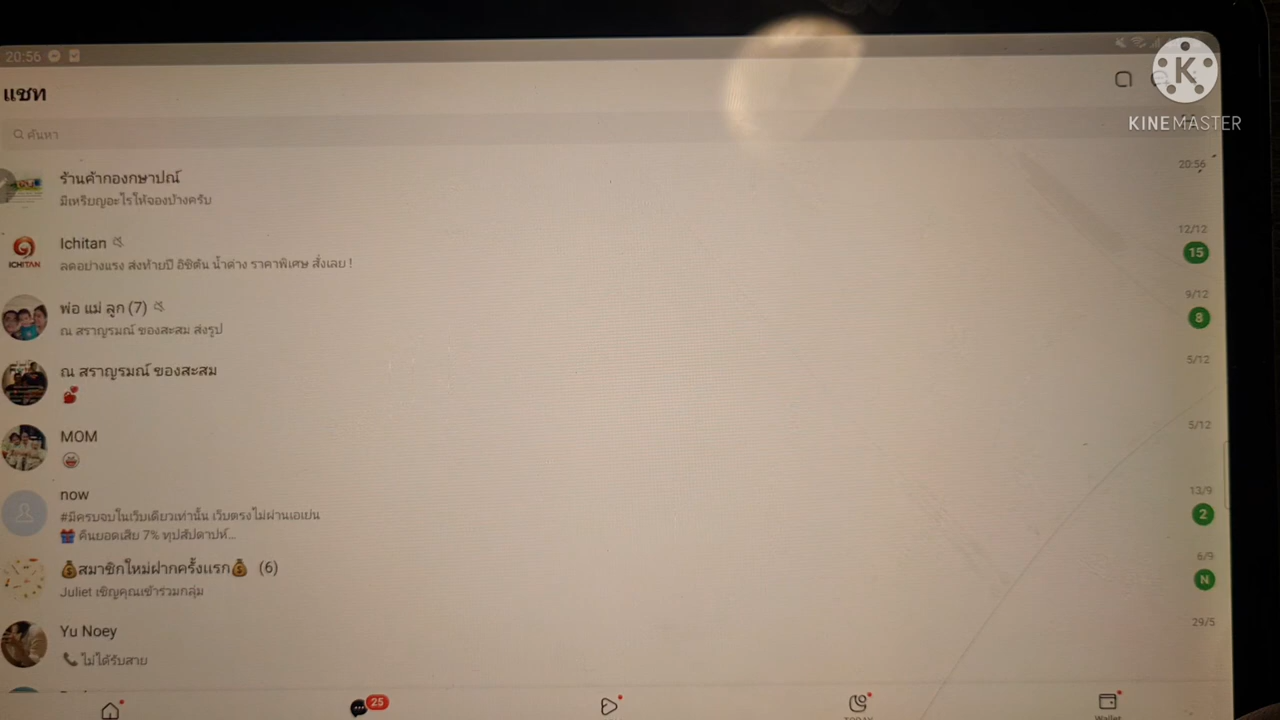 20:56
แชท
KINEMASTER
ค้นหา
ร้านค้ากองกษาปณ์
20:56
มีเหรียญอะไรให้จองบ้างครับ
Ichitan
12/12
ICHITAN
ลดอย่างแรง ส่งท้ายปี อิชิตัน น้ำด่าง ราคาพิเศษ สั่งเลย !
15
พ่อ แม่ ลูก (7)
9/12
ณ สราญรมณ์ ของสะสม ส่งรูป
8
ณ สราญรมณ์ ของสะสม
5/12
MOM
5/12
now
13/9
#มีครบจบในเว็บเดียวเท่านั้น เว็บตรงไม่ผ่านเอเย่น
2
คืนยอดเสีย 7% ทุปสัปดาปห์...
💰สมาชิกใหม่ฝากครั้งแรก💰 (6)
6/9
Juliet เชิญคุณเข้าร่วมกลุ่ม
N
Yu Noey
29/5
ไม่ได้รับสาย
25
TODAY
Wallet